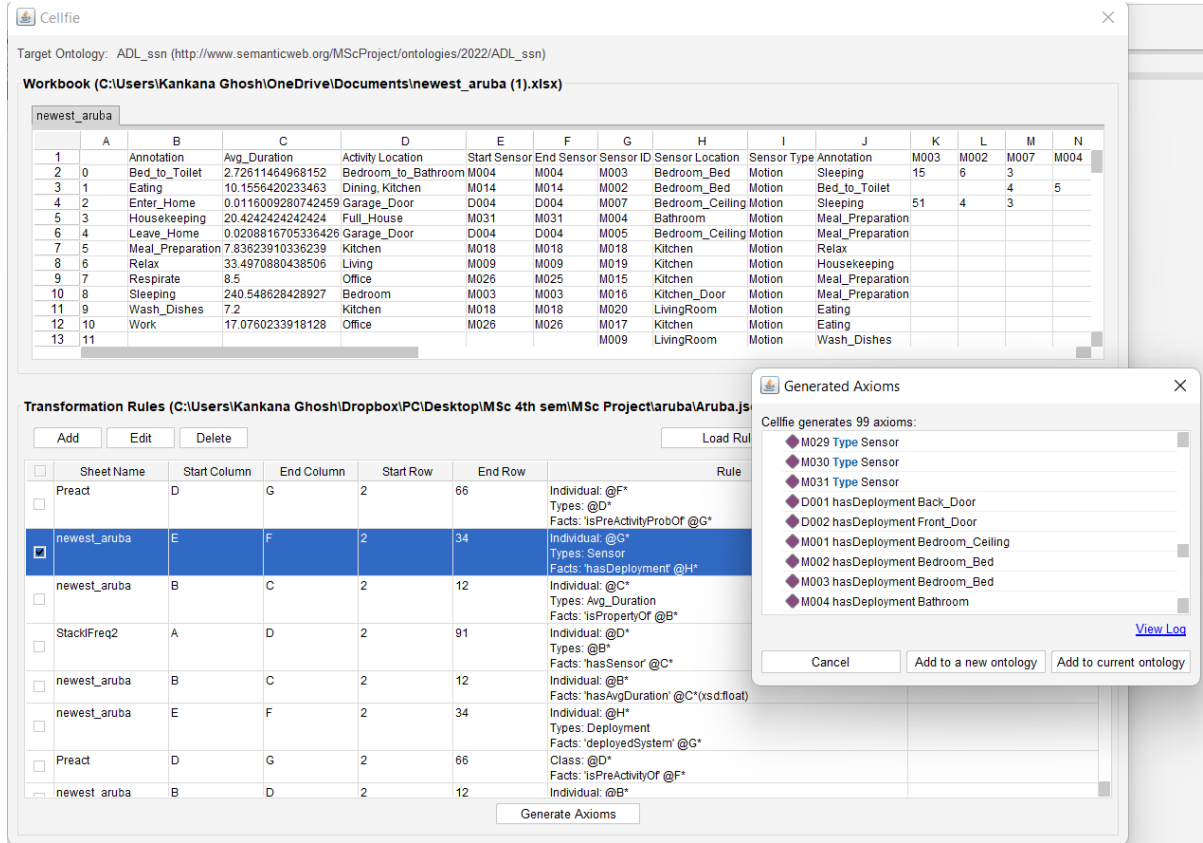 Cellfie
Target Ontology: ADL_ssn (http://www.semanticweb.org/MScProject/ontologies/2022/ADL_ssn)
Workbook (C:\Users\Kankana Ghosh\OneDrive\Documents\newest_aruba (1).xlsx)
newest_aruba
A B C D E F G H I J K L M N
1 Annotation Avg_Duration Activity Location Start Sensor End Sensor Sensor ID Sensor Location Sensor Type Annotation M003 M002 M007 M004
2 0 Bed_to_Toilet 2.72611464968152 Bedroom_to_Bathroom M004 M004 M003 Bedroom_Bed Motion Sleeping 15 6 3
3 1 Eating 10.1556420233463 Dining, Kitchen M014 M014 M002 Bedroom_Bed Motion Bed_to_Toilet 4 5
4 2 Enter_Home 0.0116009280742459 Garage_Door D004 D004 M007 Bedroom_Ceiling Motion Sleeping 51 4 3
5 3 Housekeeping 20.4242424242424 Full_House M031 M031 M004 Bathroom Motion Meal_Preparation
6 4 Leave_Home 0.0208816705336426 Garage_Door D004 D004 M005 Bedroom_Ceiling Motion Meal_Preparation
7 5 Meal_Preparation 7.83623910336239 Kitchen M018 M018 M018 Kitchen Motion Relax
8 6 Relax 33.4970880438506 Living M009 M009 M019 Kitchen Motion Housekeeping
9 7 Respirate 8.5 Office M026 M025 M015 Kitchen Motion Meal_Preparation
10 8 Sleeping 240.548628428927 Bedroom M003 M003 M016 Kitchen_Door Motion Meal_Preparation
11 9 Wash_Dishes 7.2 Kitchen M018 M018 M020 LivingRoom Motion Eating
12 10 Work 17.0760233918128 Office M026 M026 M017 Kitchen Motion Eating
13 11 M009 LivingRoom Motion Wash_Dishes
Transformation Rules (C:\Users\Kankana Ghosh\Dropbox\PC\Desktop\MSc 4th sem\MSc Project\aruba\Aruba.js
Add Edit Delete Load Rul
Sheet Name Start Column End Column Start Row End Row Rule
Preact D G 2 66 Individual: @F*
Types: @D*
Facts: 'isPreActivityProbOf' @G*
newest_aruba E F 2 34 Individual: @G*
Types: Sensor
Facts: 'hasDeployment' @H*
newest_aruba B C 2 12 Individual: @C*
Types: Avg_Duration
Facts: 'isPropertyOf' @B*
StacklFreq2 A D 2 91 Individual: @D*
Types: @B*
Facts: 'hasSensor' @C*
newest_aruba B C 2 12 Individual: @B*
Facts: 'hasAvgDuration' @C*(xsd:float)
newest_aruba E F 2 34 Individual: @H*
Types: Deployment
Facts: 'deployedSystem' @G*
Preact D G 2 66 Class: @D*
Facts: 'isPreActivityOf' @F*
newest_aruba B D 2 12 Individual: @B*
Generate Axioms
Generated Axioms
Cellfie generates 99 axioms:
M029 Type Sensor
M030 Type Sensor
M031 Type Sensor
D001 hasDeployment Back_Door
D002 hasDeployment Front_Door
M001 hasDeployment Bedroom_Ceiling
M002 hasDeployment Bedroom_Bed
M003 hasDeployment Bedroom_Bed
M004 hasDeployment Bathroom
View Log
Cancel Add to a new ontology Add to current ontology